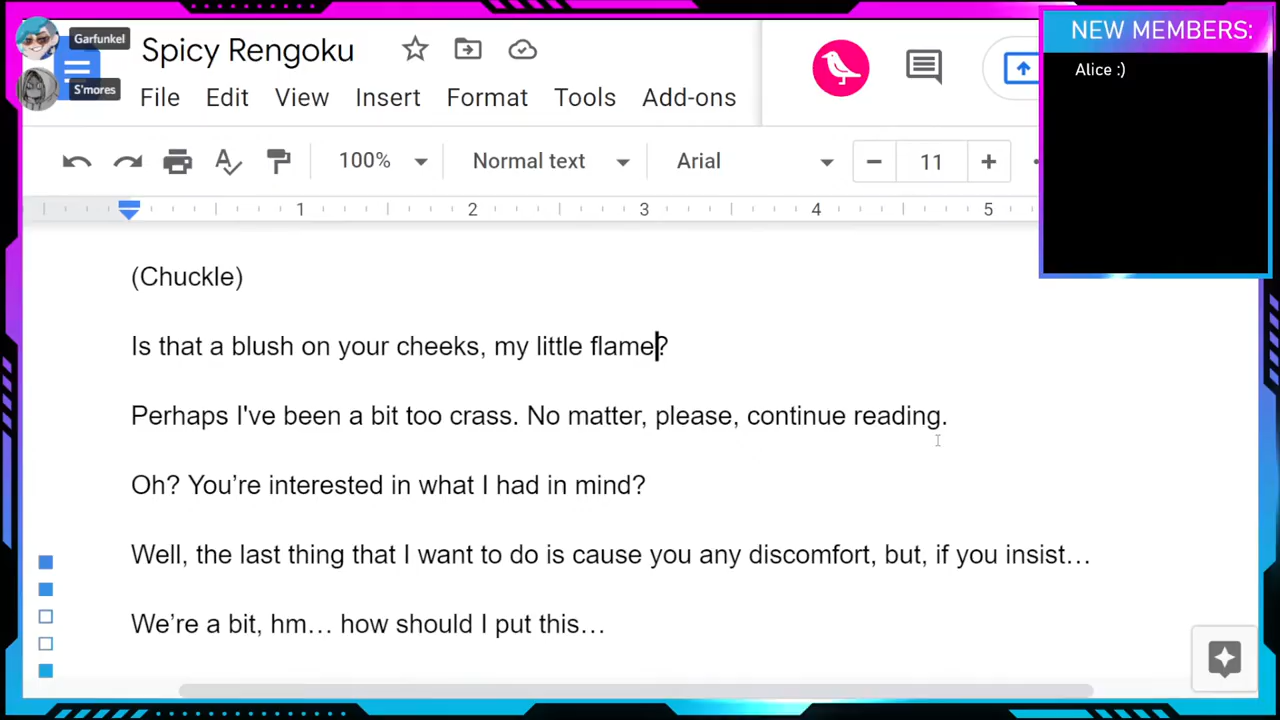 Garfunkel
S'mores
Spicy Rengoku
File Edit View Insert Format Tools Add-ons
NEW MEMBERS:
Alice :)
100% Normal text Arial 11
1 2 3 4 5
(Chuckle)
Is that a blush on your cheeks, my little flame?
Perhaps I've been a bit too crass. No matter, please, continue reading.
Oh? You’re interested in what I had in mind?
Well, the last thing that I want to do is cause you any discomfort, but, if you insist…
We’re a bit, hm… how should I put this…